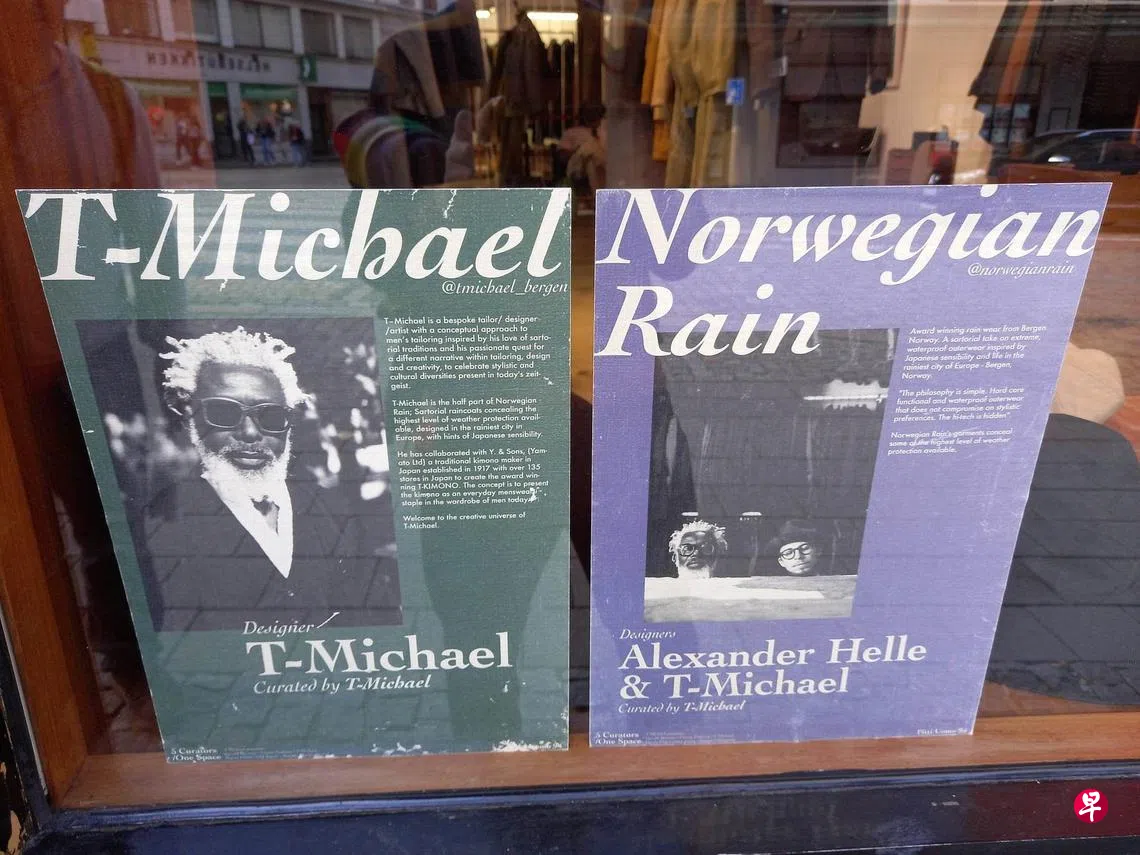 T-Michael
@tmichael_bergen
T-Michael is a bespoke tailor/ designer
/artist with a conceptual approach to
men's tailoring inspired by his love of sarto-
rial traditions and his passionate quest for
a different narrative within tailoring, design
and creativity, to celebrate stylistic and
cultural diversities present in today's zeit-
geist.
T-Michael is the half part of Norwegian
Rain; Sartorial raincoats concealing the
highest level of weather protection avail-
able, designed in the rainiest city in
Europe, with hints of Japanese sensibility.
He has collaborated with Y. & Sons, (Yam-
ato Ltd) a traditional kimono maker in
Japan established in 1917 with over 135
stores in Japan to create the award win-
ning T-KIMONO. The concept is to present
the kimono as an everyday menswear
staple in the wardrobe of men today.
Welcome to the creative universe of
T-Michael.
Designer
T-Michael
Curated by T-Michael
5 Curators
/One Space
Norwegian
@norwegianrain
Rain
Award winning rain wear from Bergen
Norway. A sartorial take on extreme,
waterproof outerwear inspired by
Japanese sensibility and life in the
rainiest city of Europe - Bergen,
Norway.
"The philosophy is simple. Hard core
functional and waterproof outerwear
that does not compromise on stylistic
preferences. The hi-tech is hidden".
Norwegian Rain's garments conceal
some of the highest level of weather
protection available.
Designers
Alexander Helle
& T-Michael
Curated by T-Michael
5 Curators
/One Space
Pitti Uomo 94
早